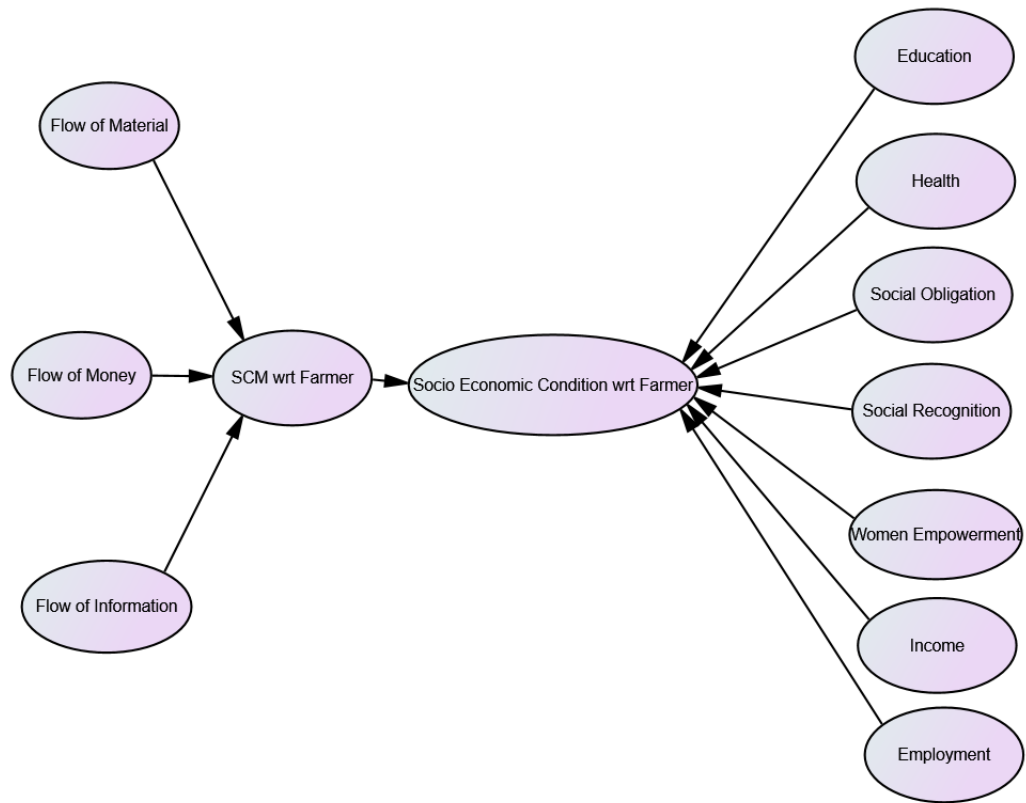 Flow of Material
Flow of Money
Flow of Information
SCM wrt Farmer
Socio Economic Condition wrt Farmer
Education
Health
Social Obligation
Social Recognition
Women Empowerment
Income
Employment